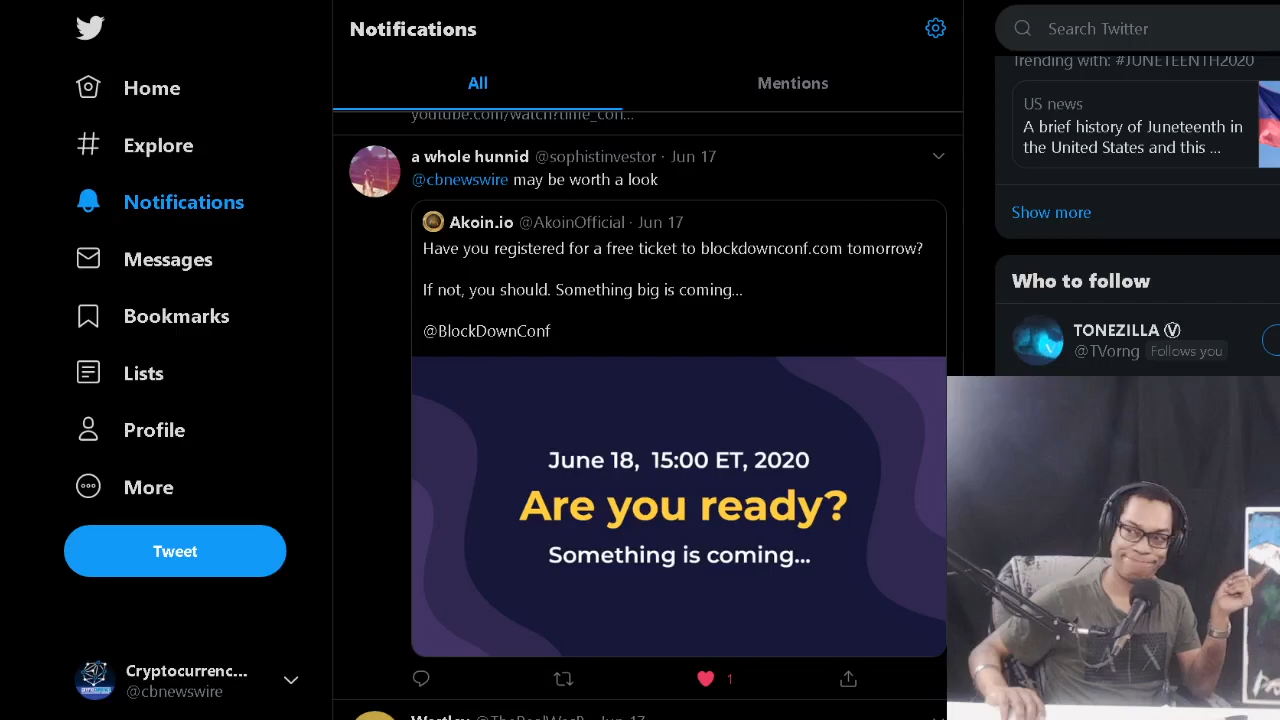 Home
Explore
Notifications
Messages
Bookmarks
Lists
Profile
More
Tweet
Cryptocurrenc...
@cbnewswire
Notifications
All
Mentions
youtube.com/watch?time_con...
a whole hunnid @sophistinvestor · Jun 17
@cbnewswire may be worth a look
Akoin.io @AkoinOfficial · Jun 17
Have you registered for a free ticket to blockdownconf.com tomorrow?
If not, you should. Something big is coming...
@BlockDownConf
June 18, 15:00 ET, 2020
Are you ready?
Something is coming...
1
Search Twitter
Trending with: #JUNETEENTH2020
US news
A brief history of Juneteenth in
the United States and this ...
Show more
Who to follow
TONEZILLA Ⓥ
@TVorng Follows you